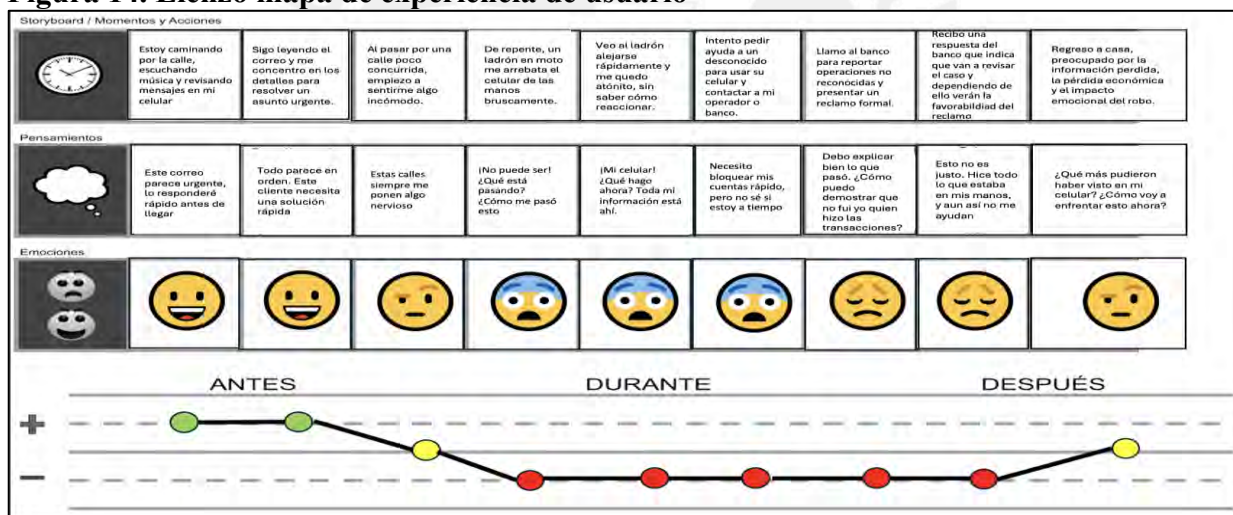 Figura 14. Lienzo mapa de experiencia de usuario
Storyboard / Momentos y Acciones
Estoy caminando
por la calle,
escuchando
música y revisando
mensajes en mi
celular
Sigo leyendo el
correo y me
concentro en los
detalles para
resolver un
asunto urgente.
Al pasar por una
calle poco
concurrida,
empiezo a
sentirme algo
incómodo.
De repente, un
ladrón en moto
me arrebata el
celular de las
manos
bruscamente.
Veo al ladrón
alejarse
rápidamente y
me quedo
atónito, sin
saber cómo
reaccionar.
Intento pedir
ayuda a un
desconocido
para usar su
celular y
contactar a mi
operador o
banco.
Llamo al banco
para reportar
operaciones no
reconocidas y
presentar un
reclamo formal.
Recibo una
respuesta del
banco que indica
que van a revisar
el caso y
dependiendo de
ello verán la
favorabilidad del
reclamo
Regreso a casa,
preocupado por la
información perdida,
la pérdida económica
y el impacto
emocional del robo.
Pensamientos
Este correo
parece urgente,
lo responderé
rápido antes de
llegar
Todo parece en
orden. Este
cliente necesita
una solución
rápida
Estas calles
siempre me
ponen algo
nervioso
¡No puede ser!
¿Qué está
pasando?
¿Cómo me pasó
esto
¡Mi celular!
¿Qué hago
ahora? Toda mi
información está
ahí.
Necesito
bloquear mis
cuentas rápido,
pero no sé si
estoy a tiempo
Debo explicar
bien lo que
pasó. ¿Cómo
puedo
demostrar que
no fui yo quien
hizo las
transacciones?
Esto no es
justo. Hice todo
lo que estaba
en mis manos,
y aun así no me
ayudan
¿Qué más pudieron
haber visto en mi
celular? ¿Cómo voy a
enfrentar esto ahora?
Emociones
ANTES
DURANTE
DESPUÉS
+
-